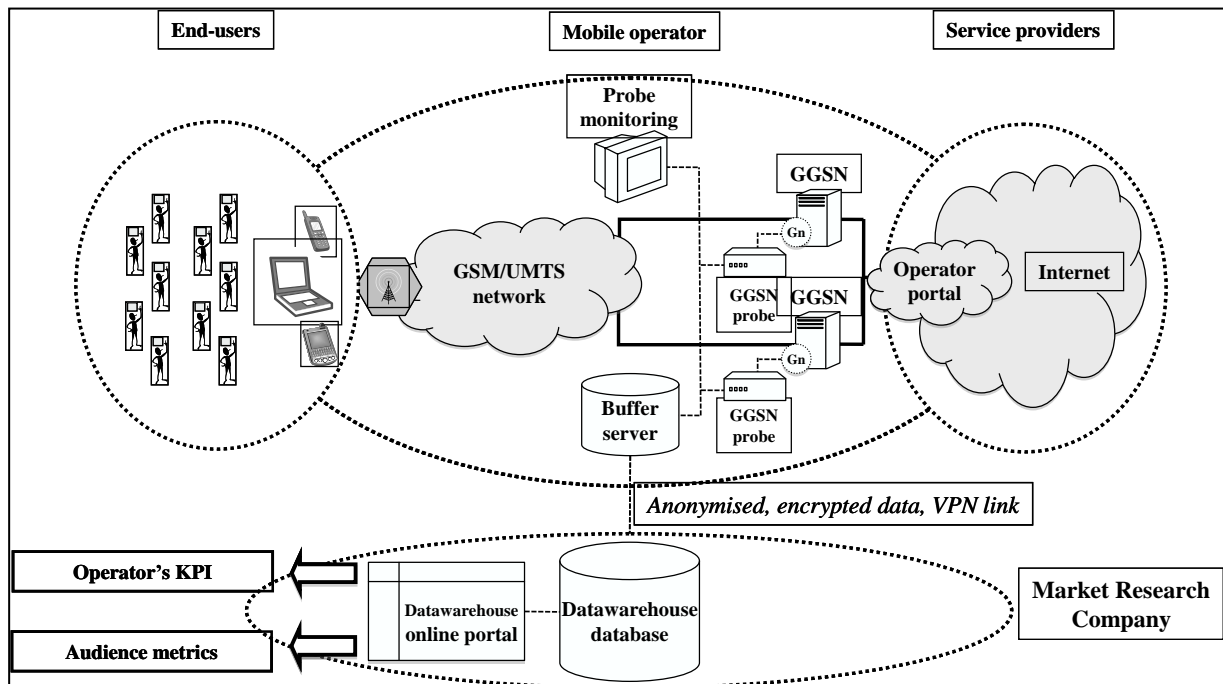 End-users
Mobile operator
Service providers
Probe
monitoring
GGSN
Gn
GSM/UMTS
network
GGSN
probe
GGSN
Operator
portal
Internet
Gn
Buffer
server
GGSN
probe
Anonymised, encrypted data, VPN link
Operator's KPI
Audience metrics
Datawarehouse
online portal
Datawarehouse
database
Market Research
Company